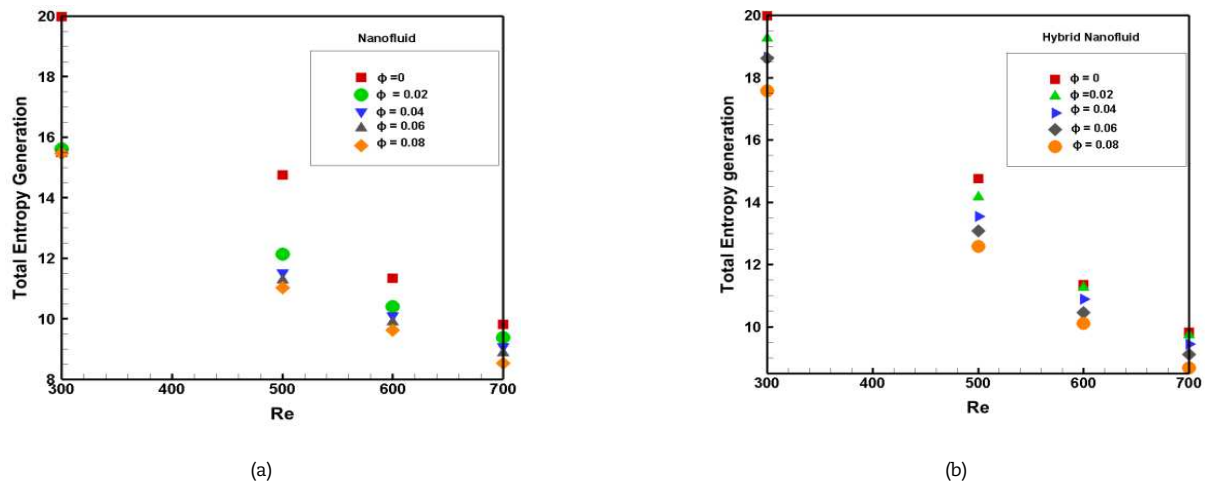 20
18
16
14
12
10
8
Total Entropy Generation
Nanofluid
ϕ =0
ϕ = 0.02
ϕ = 0.04
ϕ = 0.06
ϕ = 0.08
300
400
500
600
700
Re
(a)
20
18
16
14
12
10
Total Entropy generation
Hybrid Nanofluid
ϕ = 0
ϕ =0.02
ϕ = 0.04
ϕ = 0.06
ϕ = 0.08
300
400
500
600
700
Re
(b)